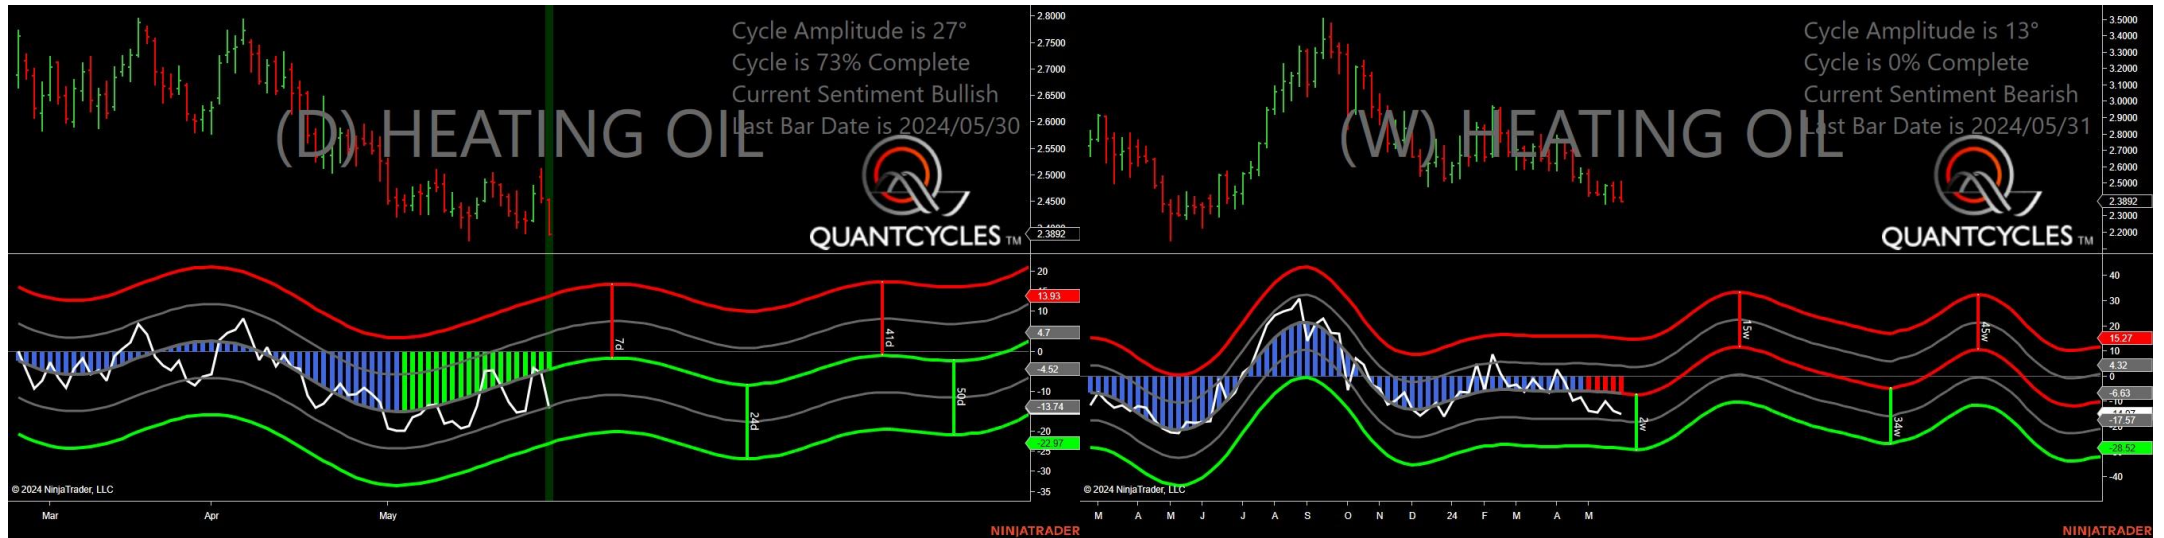 Cycle Amplitude is 27°
Cycle is 73% Complete
Current Sentiment Bullish
Last Bar Date is 2024/05/30
(D) HEATING OIL
QUANTCYCLES TM
2.8000
2.7500
2.7000
2.6500
2.6000
2.5500
2.5000
2.4500
2.3892
20
13.93
10
4.7
0
-4.52
-10
-13.74
-20
-22.97
-25
-30
-35
7d
24d
41d
50d
© 2024 NinjaTrader, LLC
Mar Apr May
NINJATRADER
Cycle Amplitude is 13°
Cycle is 0% Complete
Current Sentiment Bearish
Last Bar Date is 2024/05/31
(W) HEATING OIL
QUANTCYCLES TM
3.5000
3.4000
3.3000
3.2000
3.1000
3.0000
2.9000
2.8000
2.7000
2.6000
2.5000
2.3892
2.3000
2.2000
40
30
20
15.27
10
4.32
0
-6.63
-17.57
-28.52
-40
2w
15w
34w
45w
© 2024 NinjaTrader, LLC
M A M J J A S O N D 24 F M A M
NINJATRADER